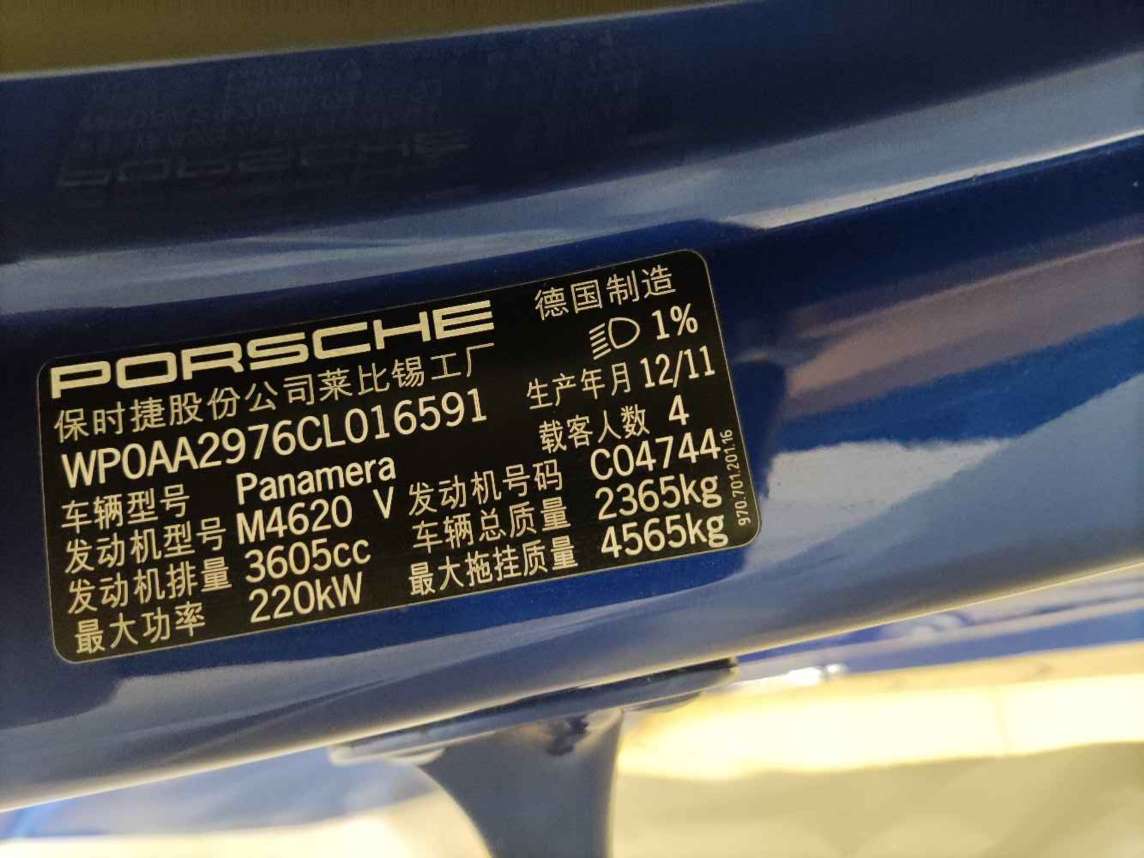 PORSCHE 德国制造
保时捷股份公司莱比锡工厂 1%
WP0AA2976CL016591 生产年月 12/11
载客人数 4
车辆型号 Panamera 发动机号码 C04744
发动机型号 M4620 V 车辆总质量 2365kg
发动机排量 3605cc 最大拖挂质量 4565kg
最大功率 220kW
970.701.201.16